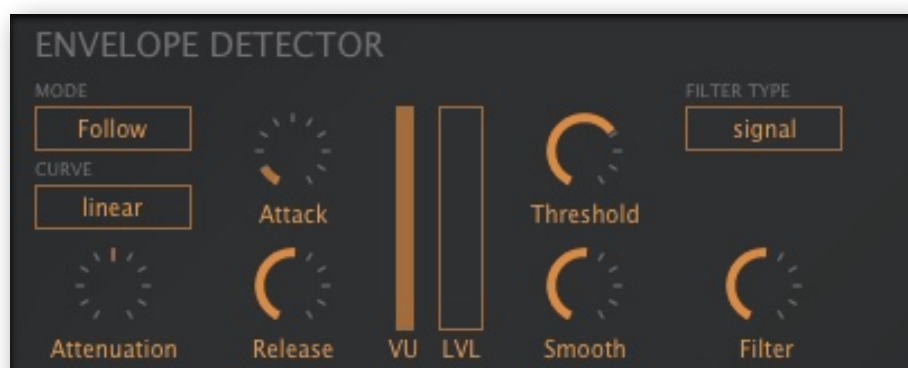 ENVELOPE DETECTOR
MODE
Follow
CURVE
linear
Attenuation
Attack
Release
VU
LVL
Threshold
Smooth
FILTER TYPE
signal
Filter